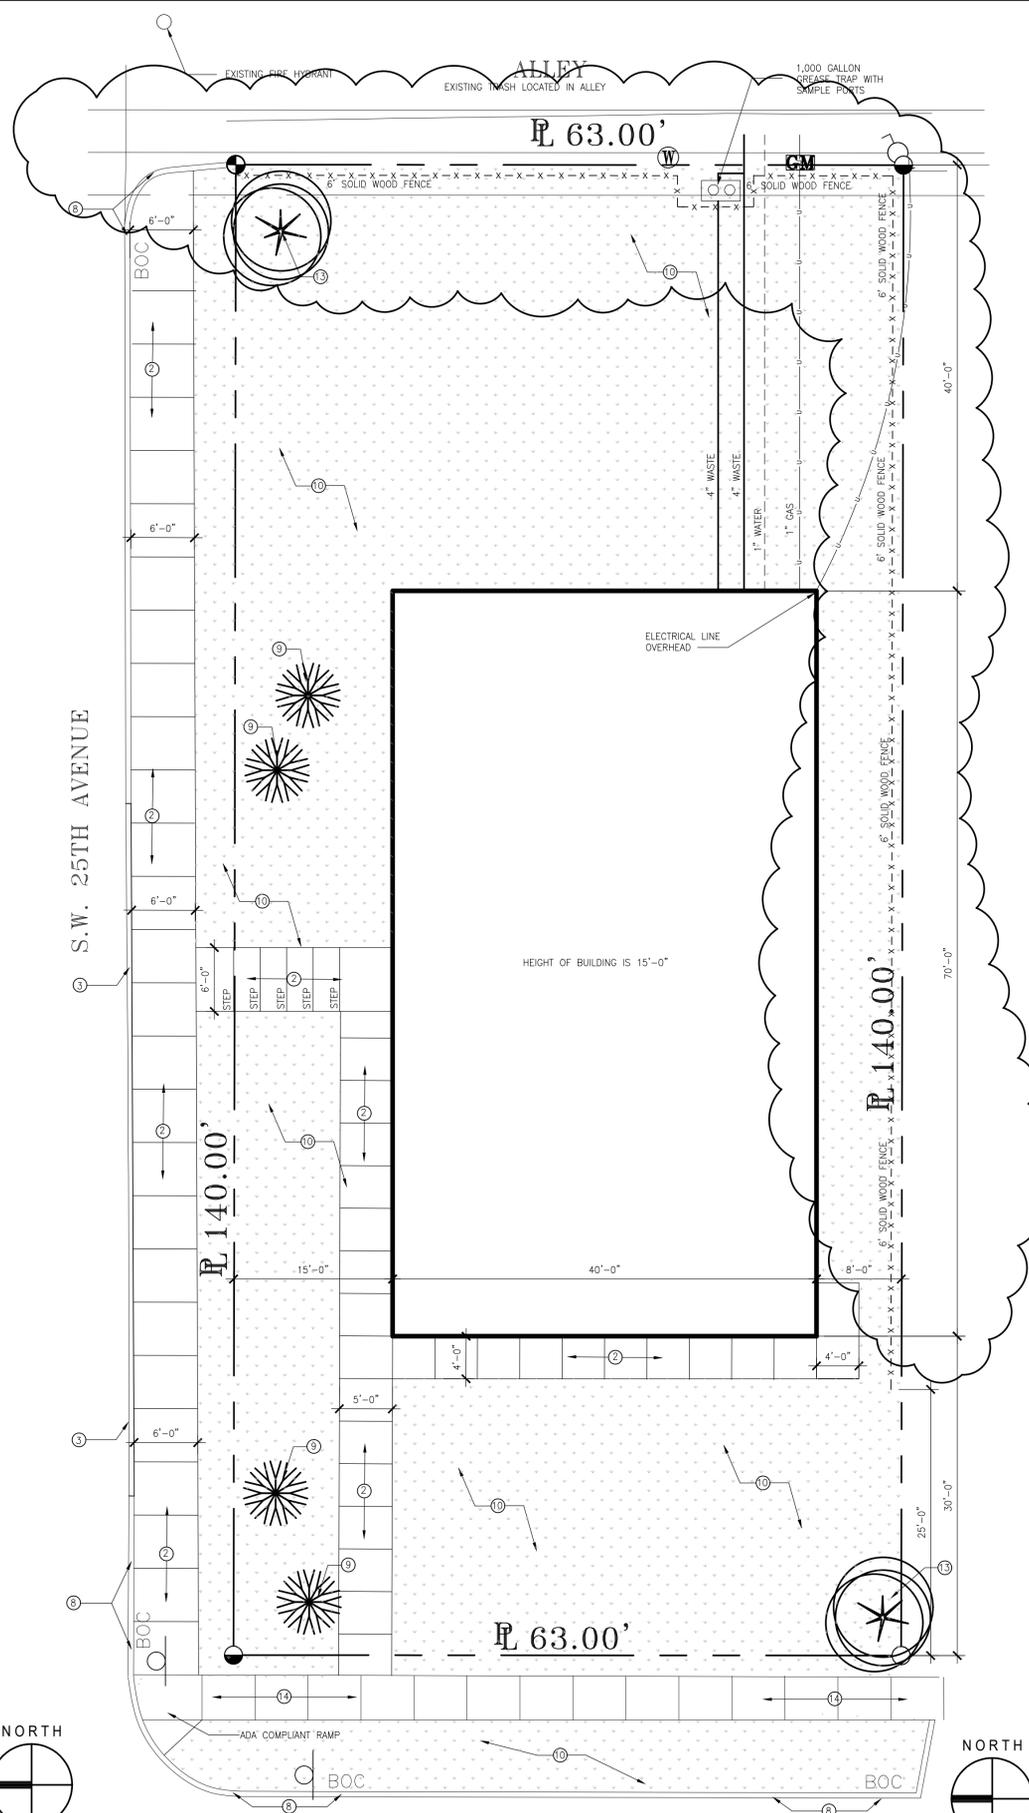 EXISTING FIRE HYDRANT
ALLEY
EXISTING TRASH LOCATED IN ALLEY
1,000 GALLON
GREASE TRAP WITH
SAMPLE PORTS
PL 63.00'
W
GM
6' SOLID WOOD FENCE
6' SOLID WOOD FENCE
8
6'-0"
BOC
13
10
6' SOLID WOOD FENCE
2
40'-0"
10
4" WASTE
4" WASTE
1" WATER
1" GAS
6' SOLID WOOD FENCE
6'-0"
ELECTRICAL LINE
OVERHEAD
9
9
S.W. 25TH AVENUE
2
6' SOLID WOOD FENCE
10
6'-0"
HEIGHT OF BUILDING IS 15'-0"
70'-0"
3
6'-0"
2
STEP
STEP
STEP
STEP
STEP
PL 140.00'
2
2
10
PL 140.00'
6' SOLID WOOD FENCE
15'-0"
40'-0"
8'-0"
4'-0"
2
4'-0"
5'-0"
3
6'-0"
9
2
10
10
30'-0"
25'-0"
2
9
13
8
BOC
PL 63.00'
14
14
NORTH
ADA COMPLIANT RAMP
NORTH
10
BOC
BOC
8
8